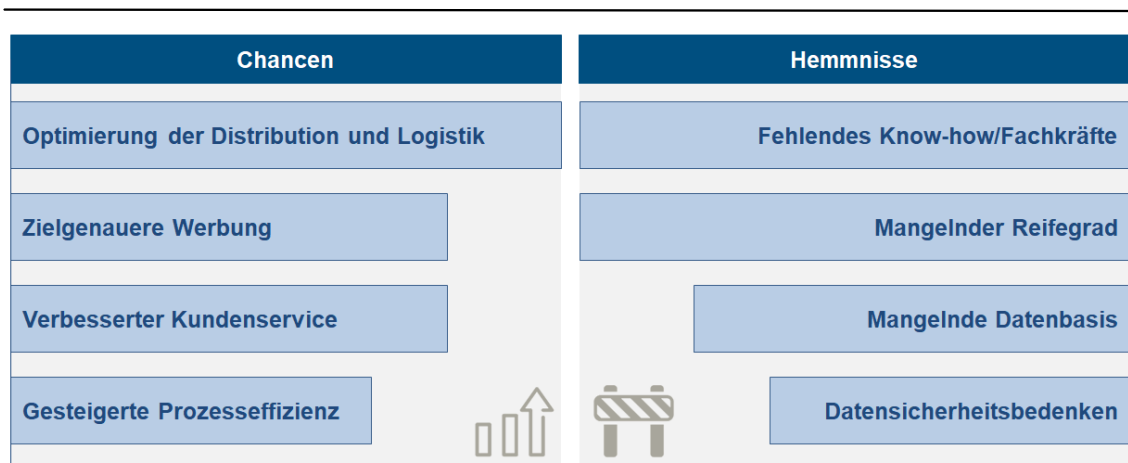 Chancen
Hemmnisse
Optimierung der Distribution und Logistik
Fehlendes Know-how/Fachkräfte
Zielgenauere Werbung
Mangelnder Reifegrad
Verbesserter Kundenservice
Mangelnde Datenbasis
Gesteigerte Prozesseffizienz
Datensicherheitsbedenken